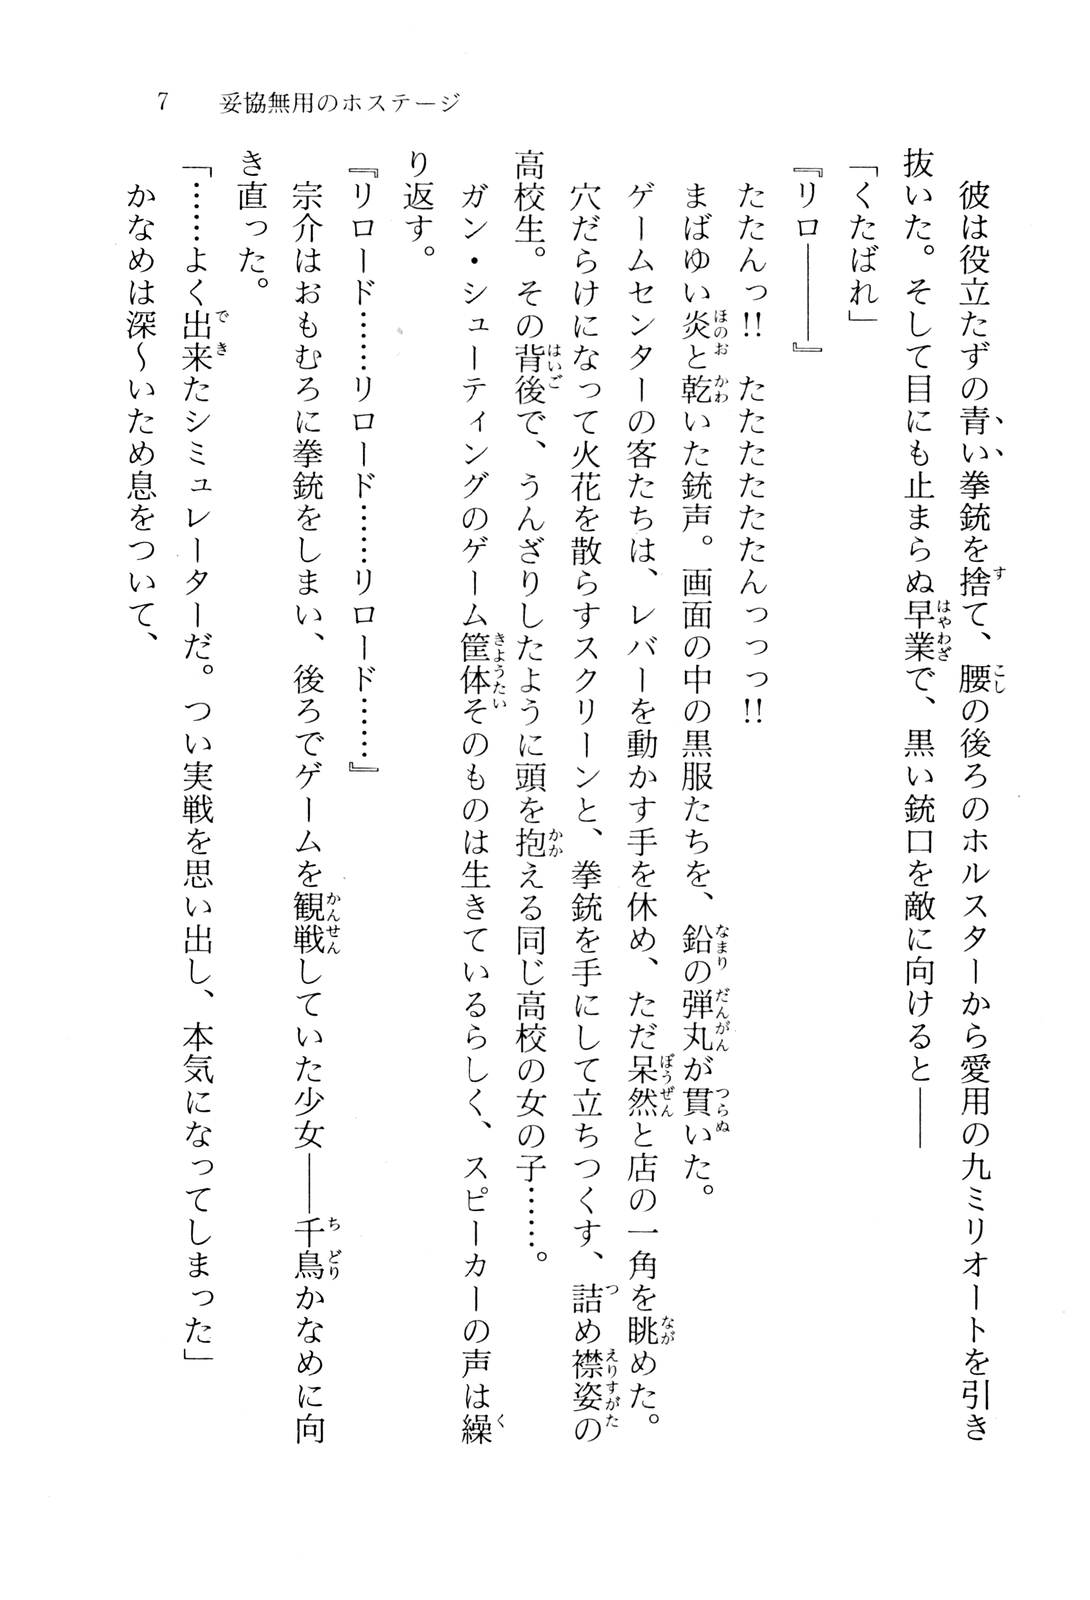 7　妥協無用のホステージ
　彼は役立たずの青い拳銃を捨て、腰の後ろのホルスターから愛用の九ミリオートを引き
抜いた。そして目にも止まらぬ早業で、黒い銃口を敵に向けると――
「くたばれ」
『リロ――』
　たたんっ!!　たたたたたたんっっっ!!
　まばゆい炎と乾いた銃声。画面の中の黒服たちを、鉛の弾丸が貫いた。
　ゲームセンターの客たちは、レバーを動かす手を休め、ただ呆然と店の一角を眺めた。
　穴だらけになって火花を散らすスクリーンと、拳銃を手にして立ちつくす、詰め襟姿の
高校生。その背後で、うんざりしたように頭を抱える同じ高校の女の子……。
　ガン・シューティングのゲーム筐体そのものは生きているらしく、スピーカーの声は繰
り返す。
『リロード……リロード……リロード……』
　宗介はおもむろに拳銃をしまい、後ろでゲームを観戦していた少女――千鳥かなめに向
き直った。
「……よく出来たシミュレーターだ。つい実戦を思い出し、本気になってしまった」
　かなめは深～いため息をついて、